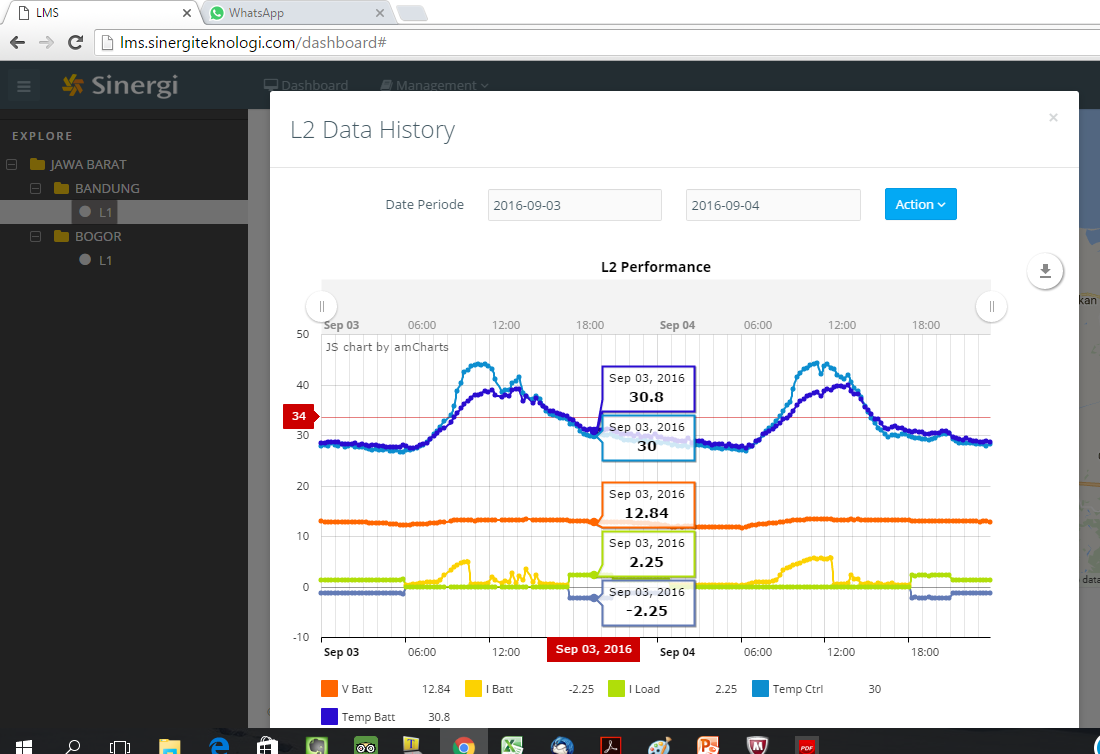 LMS
WhatsApp
lms.sinergiteknologi.com/dashboard#
Sinergi
Dashboard
Management
EXPLORE
JAWA BARAT
BANDUNG
L1
BOGOR
L1
L2 Data History
×
Date Periode
2016-09-03
2016-09-04
Action
L2 Performance
Sep 03 06:00 12:00 18:00 Sep 04 06:00 12:00 18:00
JS chart by amCharts
50
40
34
30
20
10
0
-10
Sep 03, 2016
30.8
Sep 03, 2016
30
Sep 03, 2016
12.84
Sep 03, 2016
2.25
Sep 03, 2016
-2.25
Sep 03 06:00 12:00 Sep 03, 2016 Sep 04 06:00 12:00 18:00
V Batt 12.84 I Batt -2.25 I Load 2.25 Temp Ctrl 30
Temp Batt 30.8
kan
data
PDF